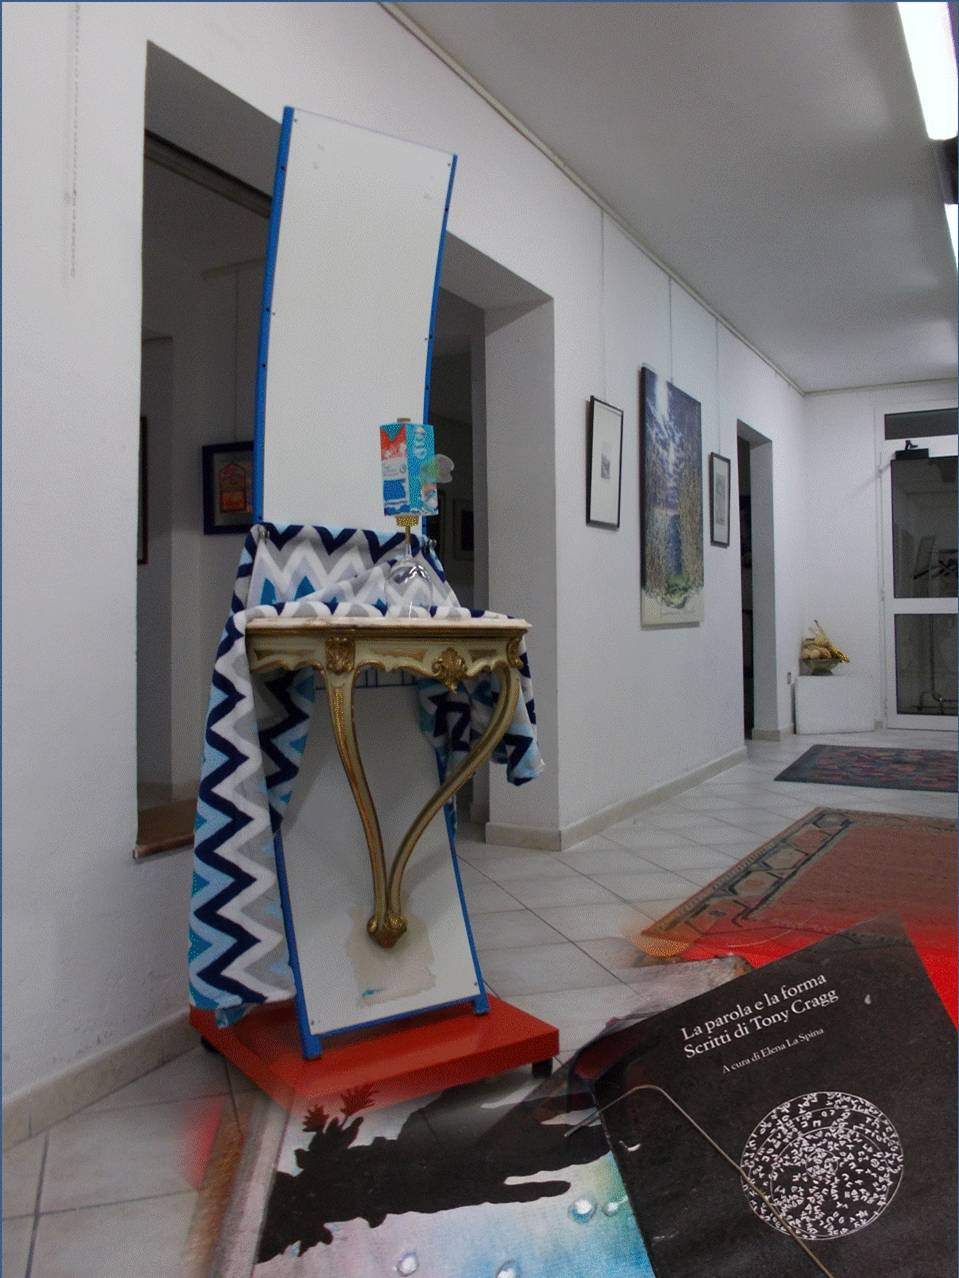 La parola e la forma
Scritti di Tony Cragg
A cura di Elena La Spina